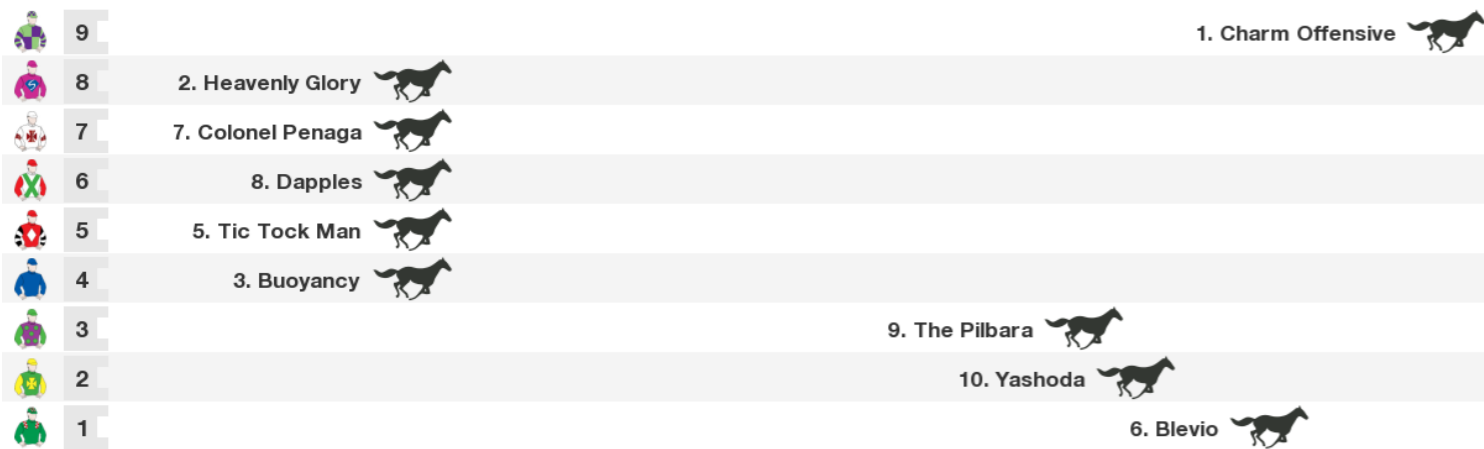 9 1. Charm Offensive
8 2. Heavenly Glory
7 7. Colonel Penaga
6 8. Dapples
5 5. Tic Tock Man
4 3. Buoyancy
3 9. The Pilbara
2 10. Yashoda
1 6. Blevio